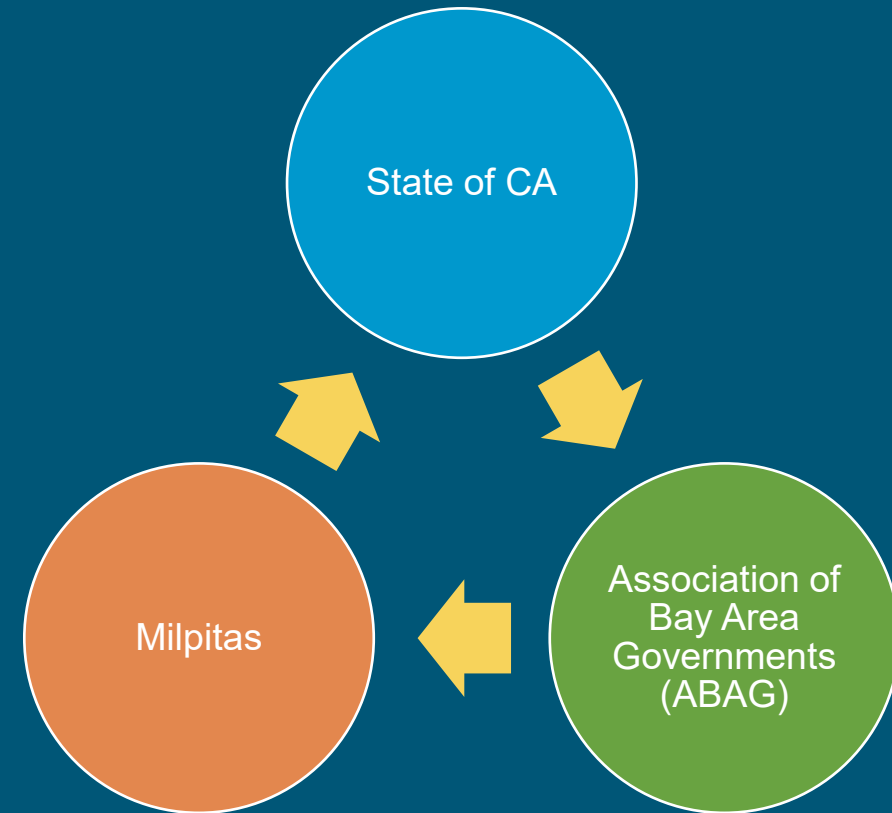 State of CA
Association of
Bay Area
Governments
(ABAG)
Milpitas